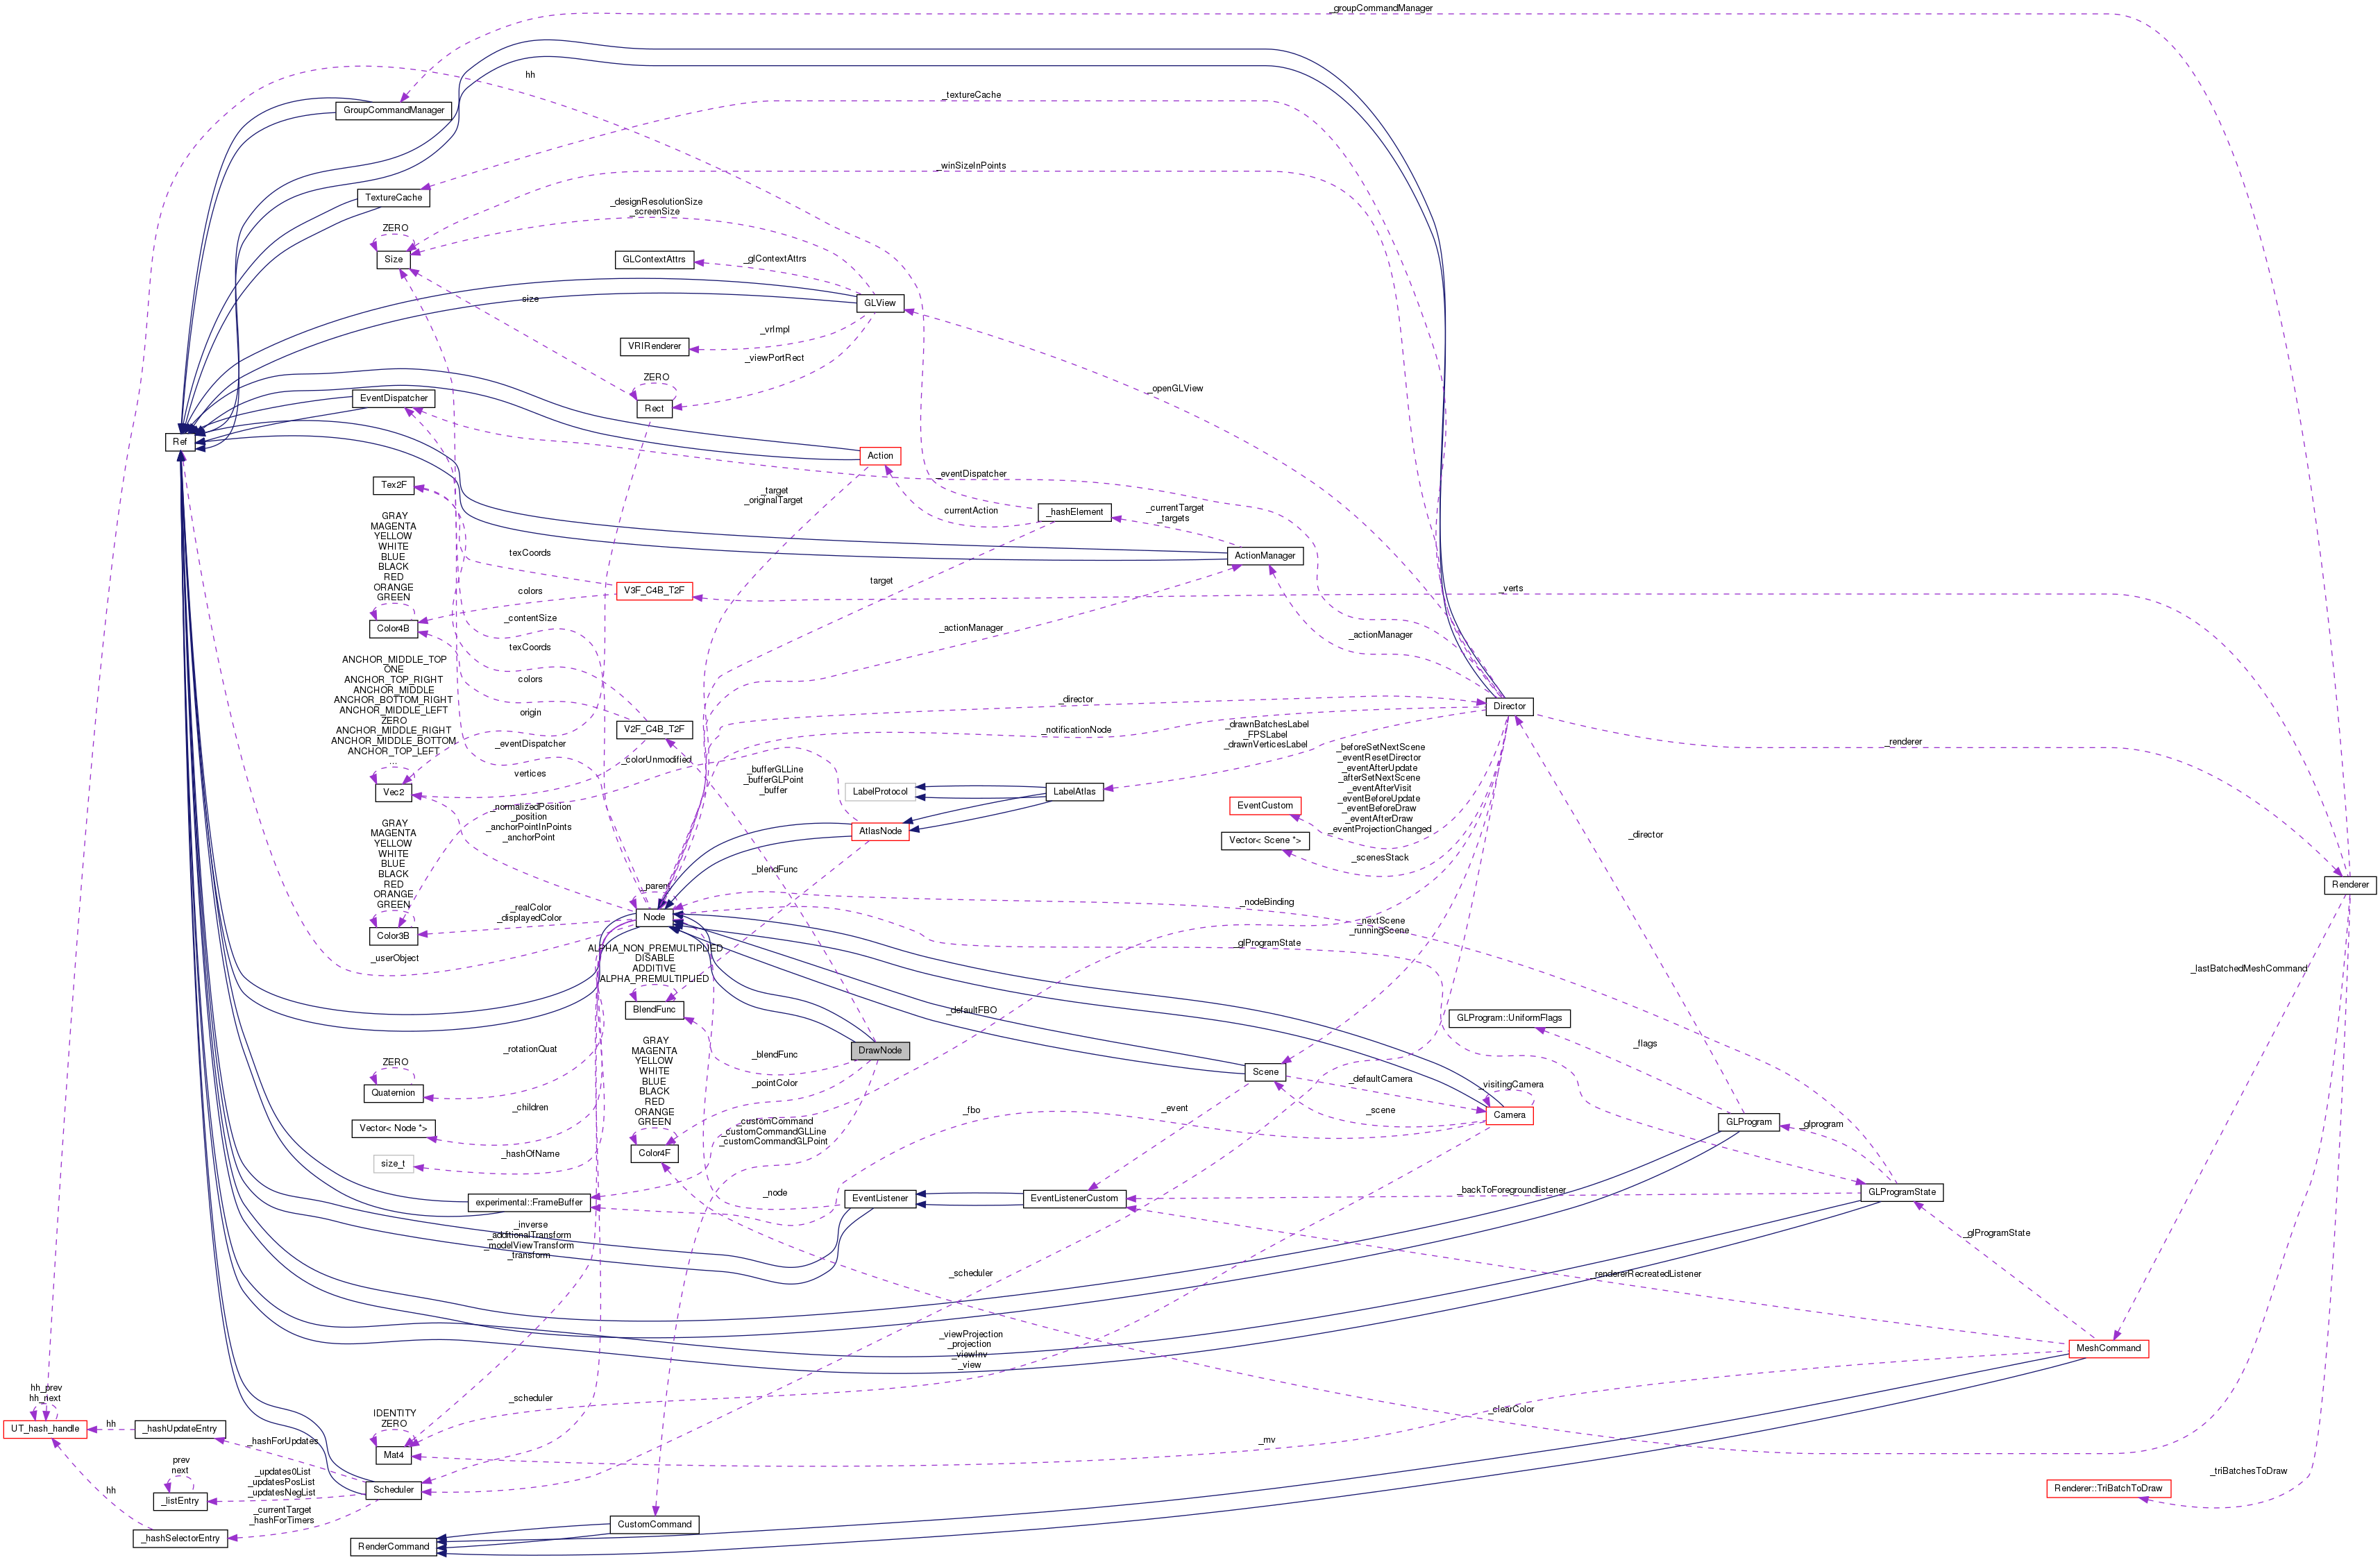 _groupCommandManager
hh
GroupCommandManager
_textureCache
_winSizeInPoints
TextureCache
_designResolutionSize
_screenSize
ZERO
Size
GLContextAttrs
_glContextAttrs
size
GLView
_vrImpl
VRIRenderer
_viewPortRect
ZERO
_openGLView
EventDispatcher
Rect
Ref
Action
_eventDispatcher
Tex2F
_target
_originalTarget
currentAction
_hashElement
_currentTarget
_targets
GRAY
MAGENTA
YELLOW
WHITE
BLUE
BLACK
RED
ORANGE
GREEN
texCoords
ActionManager
target
V3F_C4B_T2F
colors
_verts
Color4B
_contentSize
_actionManager
_actionManager
texCoords
ANCHOR_MIDDLE_TOP
ONE
ANCHOR_TOP_RIGHT
ANCHOR_MIDDLE
ANCHOR_BOTTOM_RIGHT
ANCHOR_MIDDLE_LEFT
ZERO
ANCHOR_MIDDLE_RIGHT
ANCHOR_MIDDLE_BOTTOM
ANCHOR_TOP_LEFT
...
colors
_director
Director
origin
V2F_C4B_T2F
_notificationNode
_drawnBatchesLabel
_FPSLabel
_drawnVerticesLabel
_renderer
_eventDispatcher
_colorUnmodified
vertices
_bufferGLLine
_bufferGLPoint
_buffer
_beforeSetNextScene
_eventResetDirector
_eventAfterUpdate
_afterSetNextScene
_eventAfterVisit
_eventBeforeUpdate
_eventBeforeDraw
_eventAfterDraw
_eventProjectionChanged
Vec2
LabelProtocol
LabelAtlas
EventCustom
_normalizedPosition
_position
_anchorPointInPoints
_anchorPoint
AtlasNode
Vector< Scene *>
_director
_scenesStack
GRAY
MAGENTA
YELLOW
WHITE
BLUE
BLACK
RED
ORANGE
GREEN
_blendFunc
_parent
Renderer
_realColor
_displayedColor
Node
_nodeBinding
_nextScene
_runningScene
Color3B
_glProgramState
_userObject
ALPHA_NON_PREMULTIPLIED
DISABLE
ADDITIVE
ALPHA_PREMULTIPLIED
_lastBatchedMeshCommand
BlendFunc
_defaultFBO
GLProgram::UniformFlags
GRAY
MAGENTA
YELLOW
WHITE
BLUE
BLACK
RED
ORANGE
GREEN
DrawNode
_rotationQuat
_blendFunc
_flags
ZERO
Quaternion
_pointColor
Scene
_defaultCamera
_visitingCamera
_children
_event
_scene
Camera
_fbo
GLProgram
_glprogram
Vector< Node *>
_customCommand
_customCommandGLLine
_customCommandGLPoint
_hashOfName
size_t
Color4F
_node
experimental::FrameBuffer
EventListener
EventListenerCustom
_backToForegroundlistener
GLProgramState
_inverse
_additionalTransform
_modelViewTransform
_transform
_glProgramState
_scheduler
_rendererRecreatedListener
_viewProjection
_projection
_viewInv
_view
MeshCommand
_scheduler
hh_prev
hh_next
UT_hash_handle
hh
_hashUpdateEntry
IDENTITY
ZERO
Mat4
_clearColor
_hashForUpdates
_mv
prev
next
_listEntry
_updates0List
_updatesPosList
_updatesNegList
_triBatchesToDraw
Scheduler
Renderer::TriBatchToDraw
hh
_currentTarget
_hashForTimers
_hashSelectorEntry
CustomCommand
RenderCommand